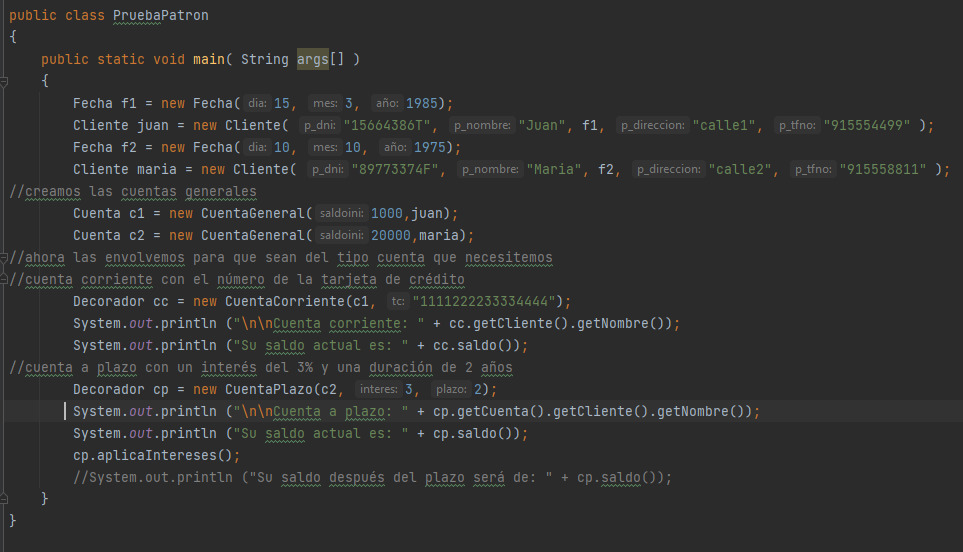 public class PruebaPatron
{
    public static void main( String args[] )
    {
        Fecha f1 = new Fecha( dia: 15, mes: 3, año: 1985);
        Cliente juan = new Cliente( p_dni: "15664386T", p_nombre: "Juan", f1, p_direccion: "calle1", p_tfno: "915554499" );
        Fecha f2 = new Fecha( dia: 10, mes: 10, año: 1975);
        Cliente maria = new Cliente( p_dni: "89773374F", p_nombre: "Maria", f2, p_direccion: "calle2", p_tfno: "915558811" );
//creamos las cuentas generales
        Cuenta c1 = new CuentaGeneral( saldoini: 1000,juan);
        Cuenta c2 = new CuentaGeneral( saldoini: 20000,maria);
//ahora las envolvemos para que sean del tipo cuenta que necesitemos
//cuenta corriente con el número de la tarjeta de crédito
        Decorador cc = new CuentaCorriente(c1, tc: "1111222233334444");
        System.out.println ("\n\nCuenta corriente: " + cc.getCliente().getNombre());
        System.out.println ("Su saldo actual es: " + cc.saldo());
//cuenta a plazo con un interés del 3% y una duración de 2 años
        Decorador cp = new CuentaPlazo(c2, interes: 3, plazo: 2);
        System.out.println ("\n\nCuenta a plazo: " + cp.getCuenta().getCliente().getNombre());
        System.out.println ("Su saldo actual es: " + cp.saldo());
        cp.aplicaIntereses();
        //System.out.println ("Su saldo después del plazo será de: " + cp.saldo());
    }
}